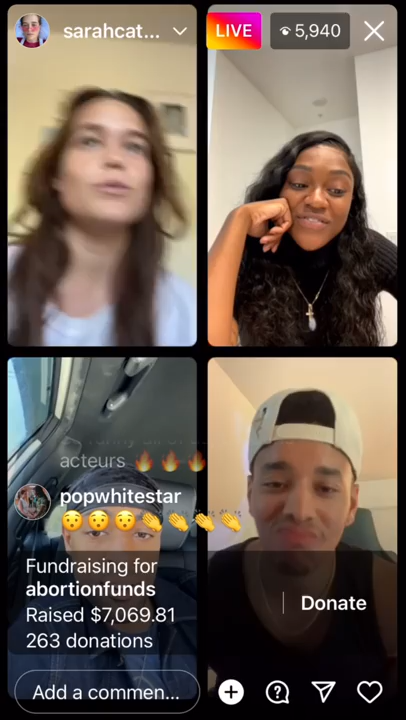 sarahcat...
LIVE
5,940
acteurs 🔥🔥🔥
popwhitestar
😯😯😯👏👏👏👏
Fundraising for
abortionfunds
Raised $7,069.81
263 donations
Donate
Add a commen...